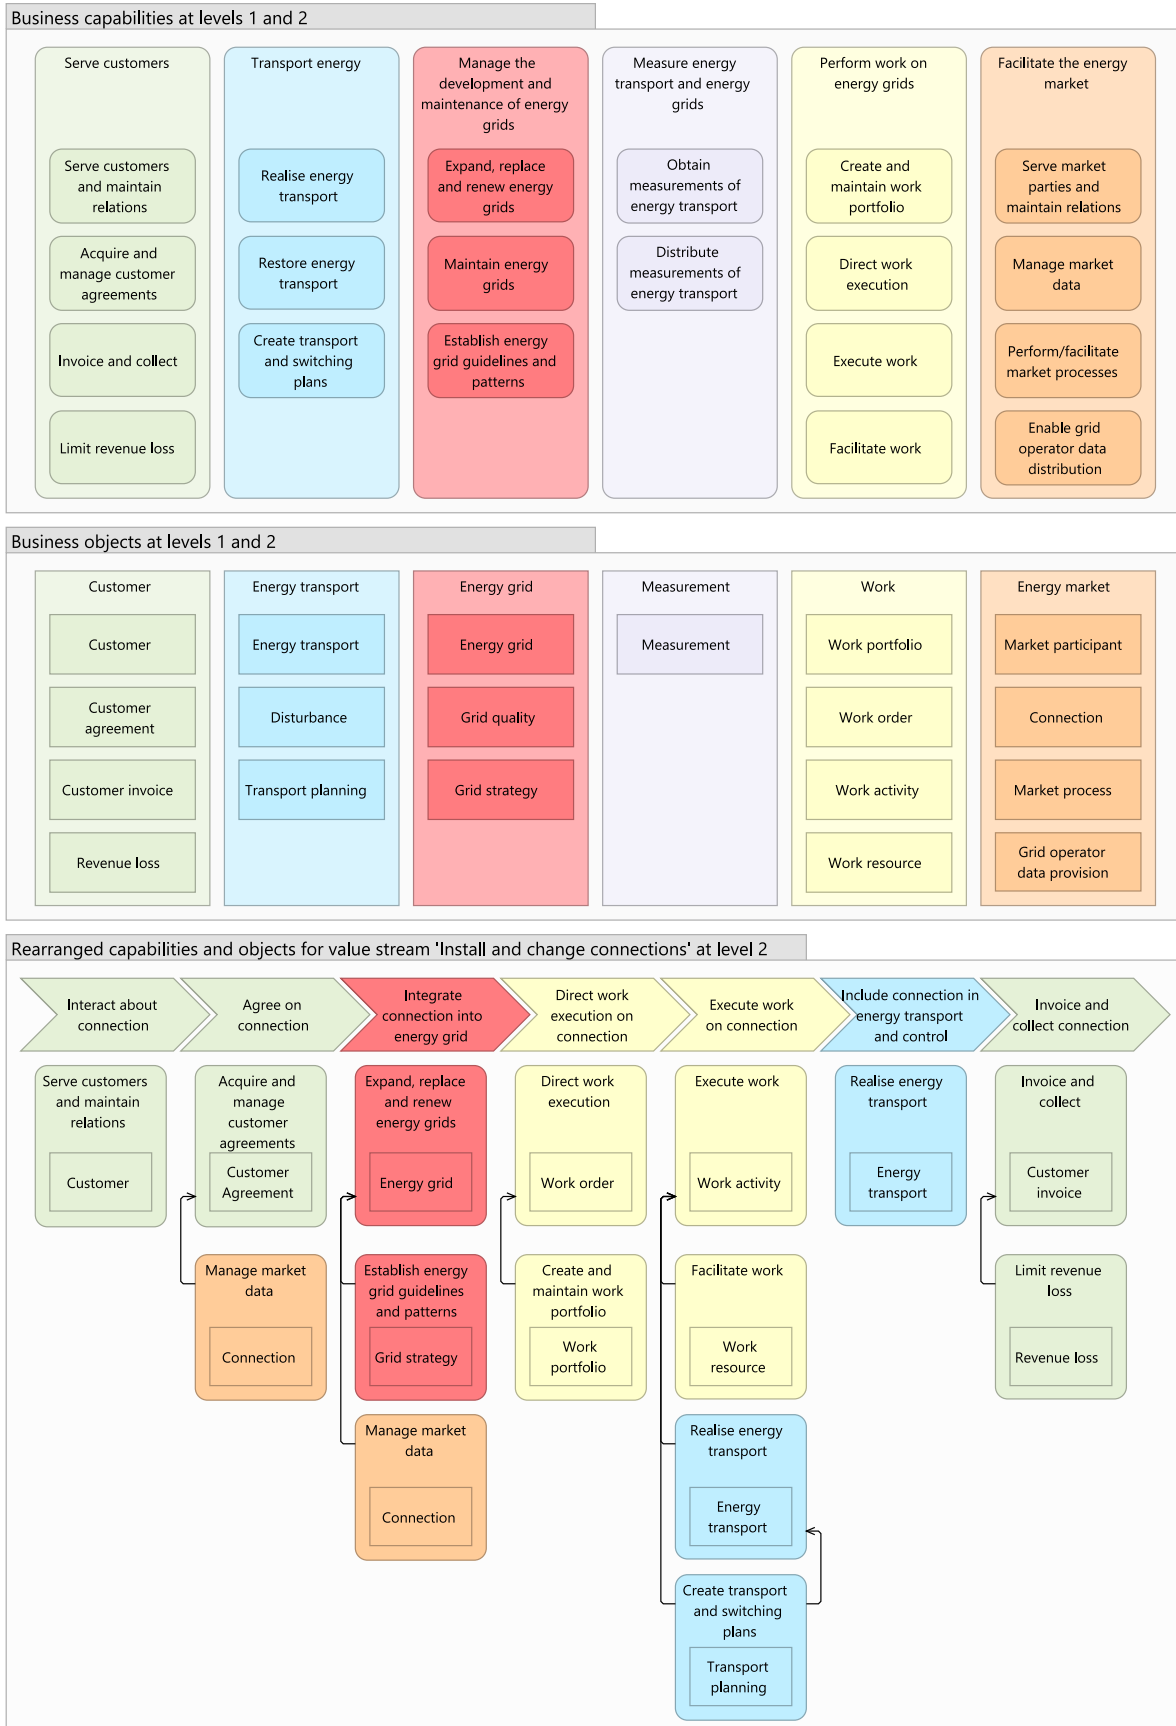 Business capabilities at levels 1 and 2
Serve customers
Serve customers
and maintain
relations
Acquire and
manage customer
agreements
Invoice and collect
Limit revenue loss
Transport energy
Realise energy
transport
Restore energy
transport
Create transport
and switching
plans
Manage the
development and
maintenance of energy
grids
Expand, replace
and renew energy
grids
Maintain energy
grids
Establish energy
grid guidelines and
patterns
Measure energy
transport and energy
grids
Obtain
measurements of
energy transport
Distribute
measurements of
energy transport
Perform work on
energy grids
Create and
maintain work
portfolio
Direct work
execution
Execute work
Facilitate work
Facilitate the energy
market
Serve market
parties and
maintain relations
Manage market
data
Perform/facilitate
market processes
Enable grid
operator data
distribution
Business objects at levels 1 and 2
Customer
Customer
Customer
agreement
Customer invoice
Revenue loss
Energy transport
Energy transport
Disturbance
Transport planning
Energy grid
Energy grid
Grid quality
Grid strategy
Measurement
Measurement
Work
Work portfolio
Work order
Work activity
Work resource
Energy market
Market participant
Connection
Market process
Grid operator
data provision
Rearranged capabilities and objects for value stream 'Install and change connections' at level 2
Interact about
connection
Agree on
connection
Integrate
connection into
energy grid
Direct work
execution on
connection
Execute work
on connection
Include connection in
energy transport
and control
Invoice and
collect connection
Serve customers
and maintain
relations
Customer
Acquire and
manage
customer
agreements
Customer
Agreement
Manage market
data
Connection
Expand, replace
and renew
energy grids
Energy grid
Establish energy
grid guidelines
and patterns
Grid strategy
Manage market
data
Connection
Direct work
execution
Work order
Create and
maintain work
portfolio
Work
portfolio
Execute work
Work activity
Facilitate work
Work
resource
Realise energy
transport
Energy
transport
Create transport
and switching
plans
Transport
planning
Realise energy
transport
Energy
transport
Invoice and
collect
Customer
invoice
Limit revenue
loss
Revenue loss